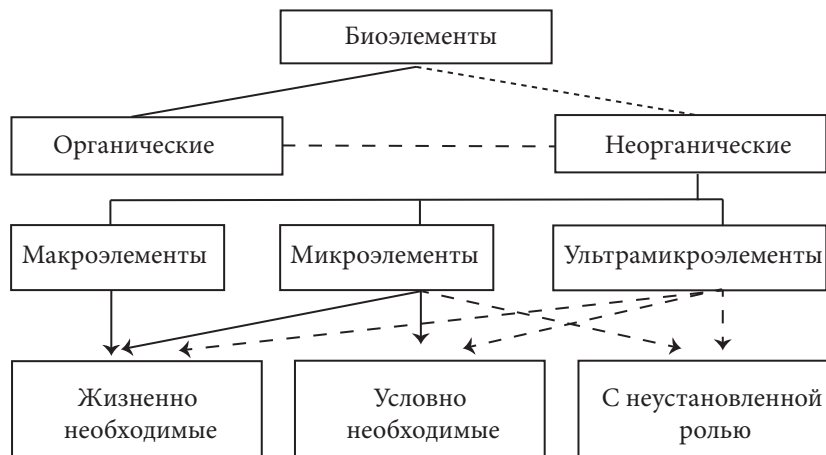 Биоэлементы
Органические
Неорганические
Макроэлементы
Микроэлементы
Ультрамикроэлементы
Жизненно
необходимые
Условно
необходимые
С неустановленной
ролью